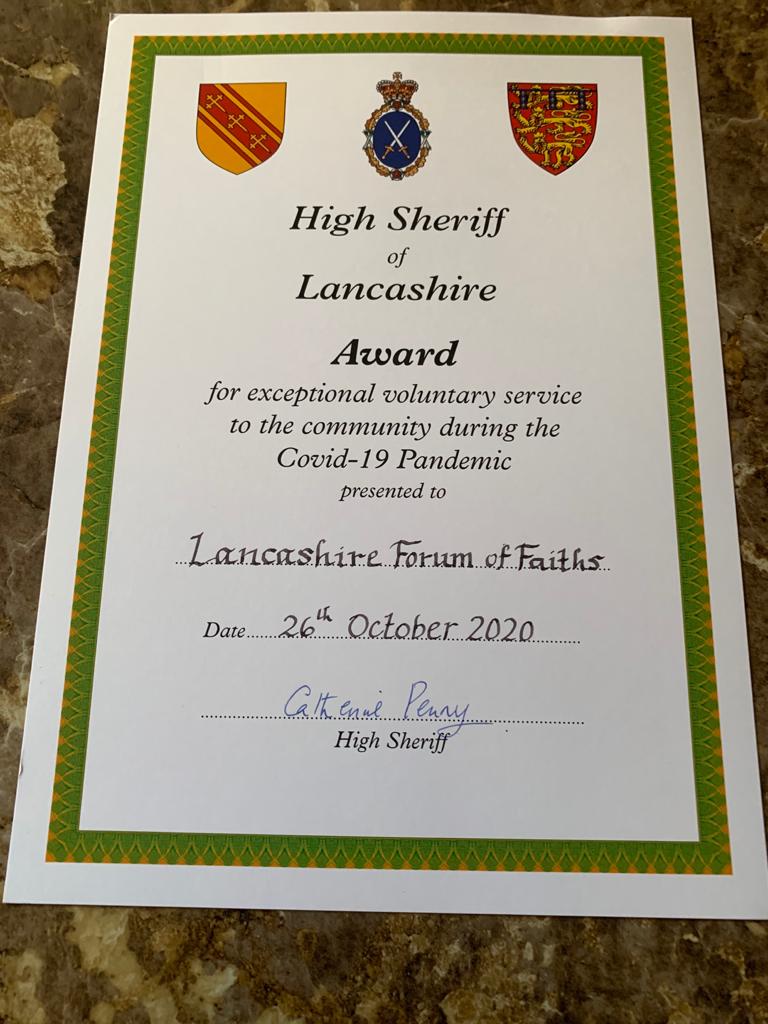 High Sheriff
of
Lancashire
Award
for exceptional voluntary service
to the community during the
Covid-19 Pandemic
presented to
Lancashire Forum of Faiths
Date 26th October 2020
Catherine Penny
High Sheriff